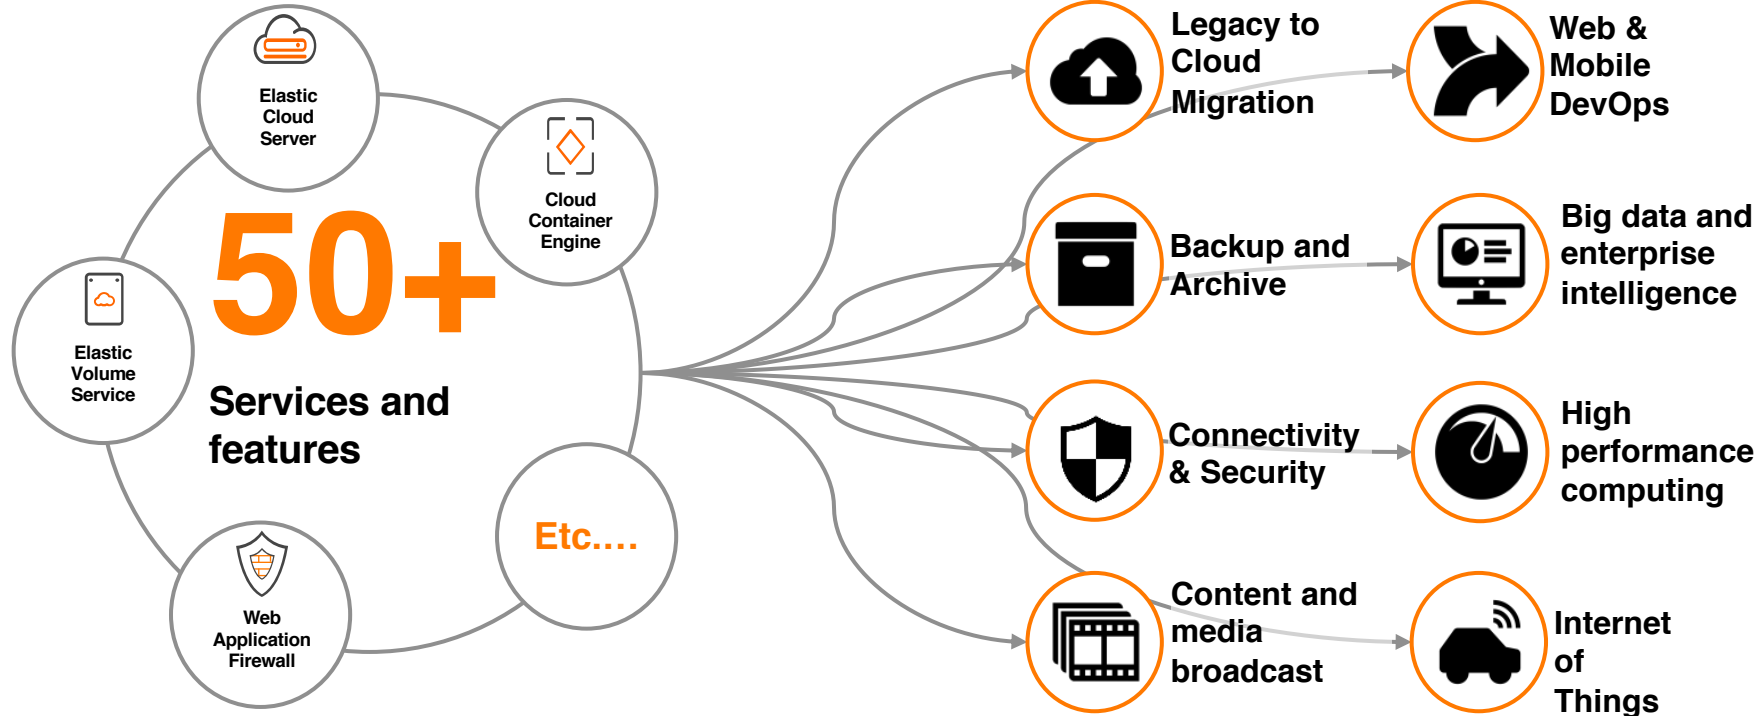 Elastic
Cloud
Server
Cloud
Container
Engine
50+
Services and
features
Elastic
Volume
Service
Web
Application
Firewall
Etc....
Legacy to
Cloud
Migration
Web &
Mobile
DevOps
Backup and
Archive
Big data and
enterprise
intelligence
Connectivity
& Security
High
performance
computing
Content and
media
broadcast
Internet
of
Things